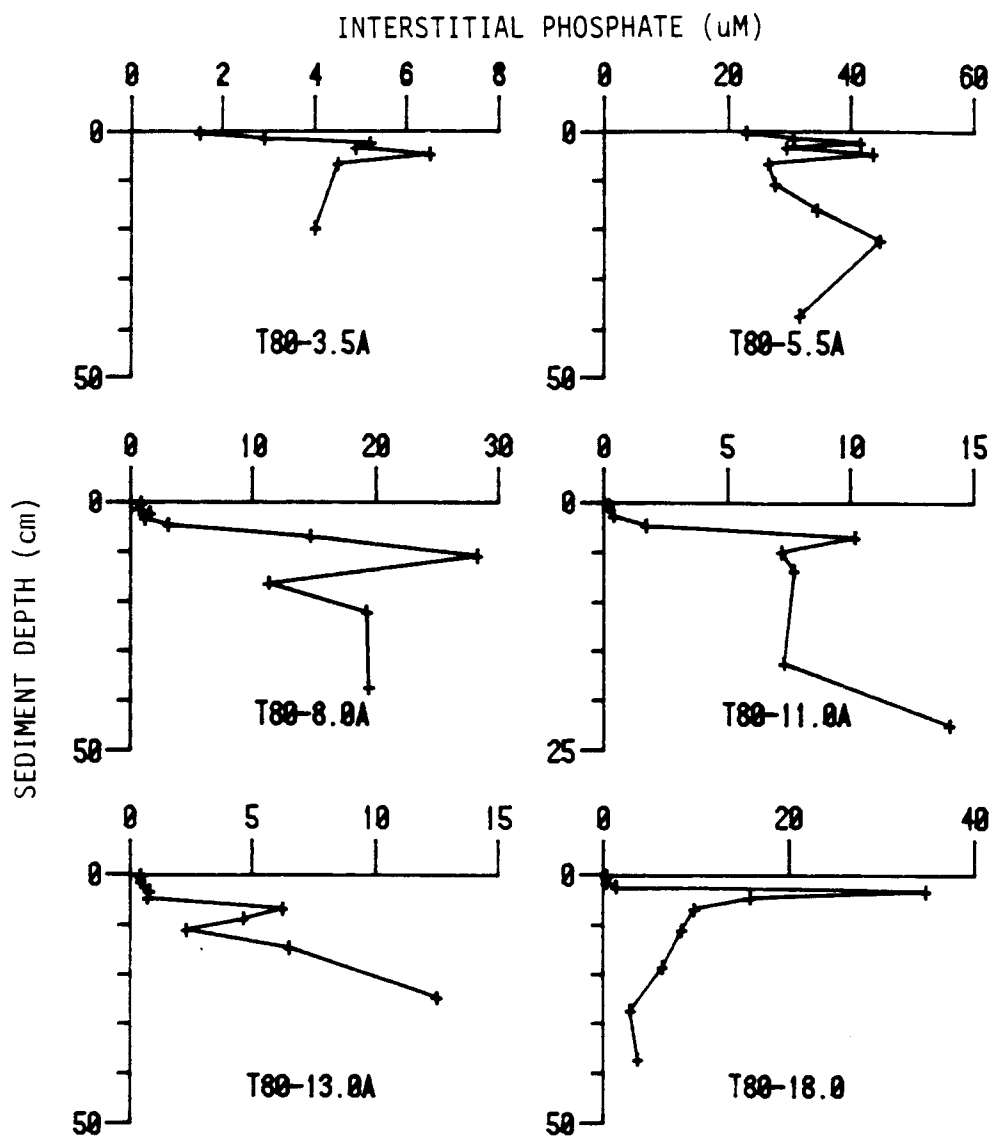 INTERSTITIAL PHOSPHATE (uM)
0 2 4 6 8
0 20 40 60
0
50
T80-3.5A
0
50
T80-5.5A
SEDIMENT DEPTH (cm)
0 10 20 30
0 5 10 15
0
50
T80-8.0A
0
25
T80-11.0A
0 5 10 15
0 20 40
0
50
T80-13.0A
0
50
T80-18.0